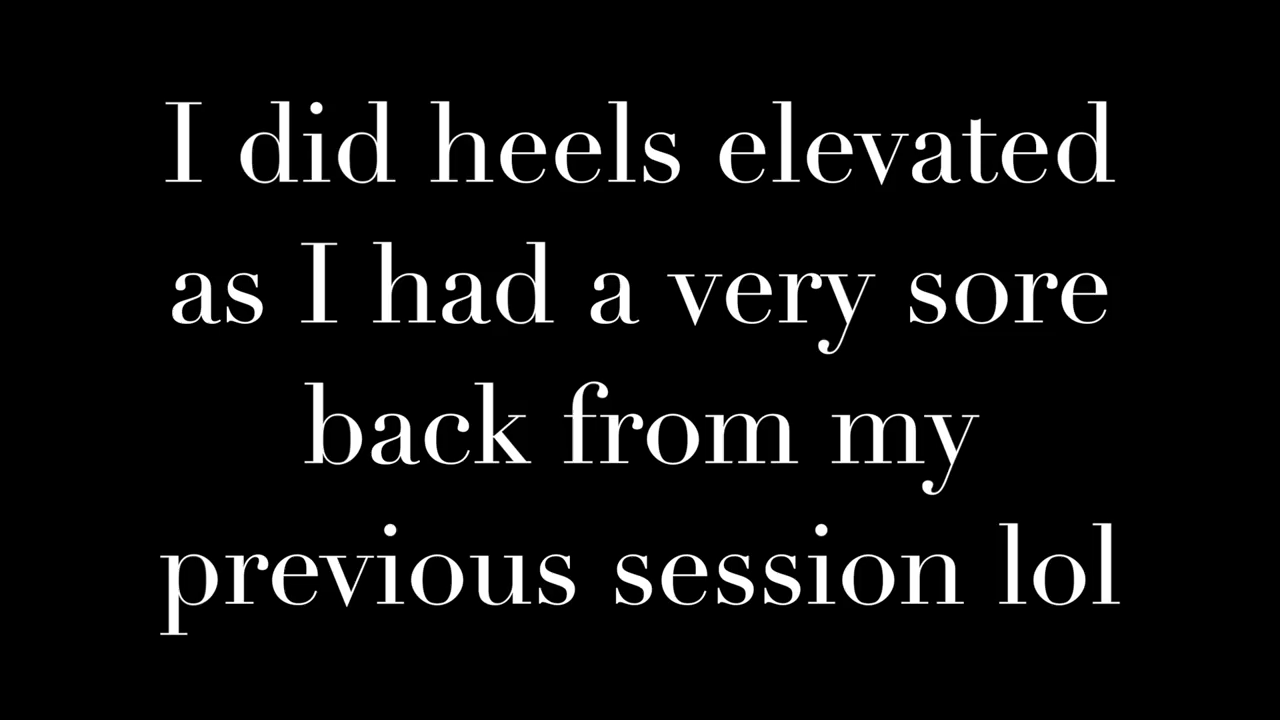 I did heels elevated
as I had a very sore
back from my
previous session lol